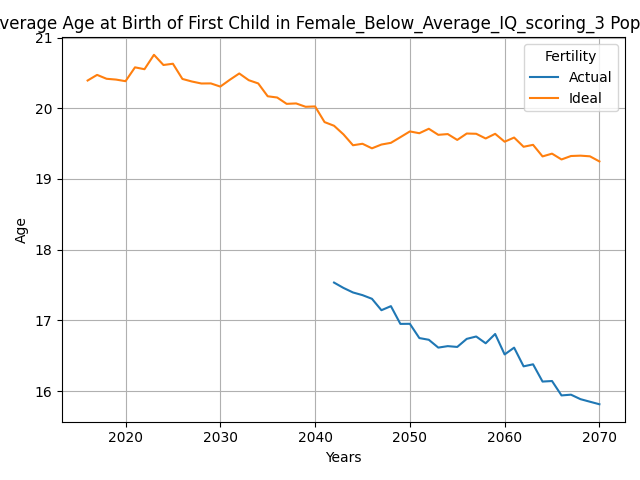 verage Age at Birth of First Child in Female_Below_Average_IQ_scoring_3 Pop
21
20
19
18
17
16
Age
2020 2030 2040 2050 2060 2070
Years
Fertility
Actual
Ideal